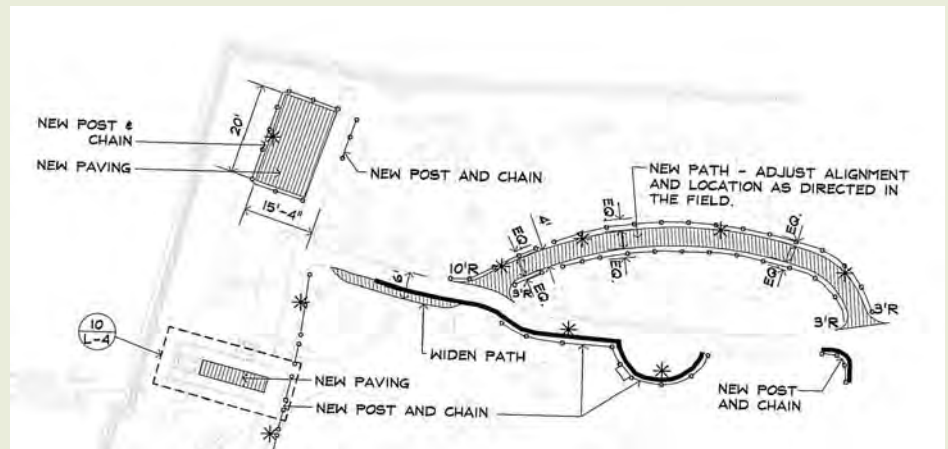 NEW POST &
CHAIN
20'
NEW PAVING
15'-4"
NEW POST AND CHAIN
NEW PATH - ADJUST ALIGNMENT
AND LOCATION AS DIRECTED IN
THE FIELD.
EQ.
4'
EQ.
EQ.
EQ.
EQ.
EQ.
EQ.
10'R
3'R
3'R
3'R
6'
10
L-4
WIDEN PATH
NEW PAVING
NEW POST AND CHAIN
NEW POST
AND CHAIN